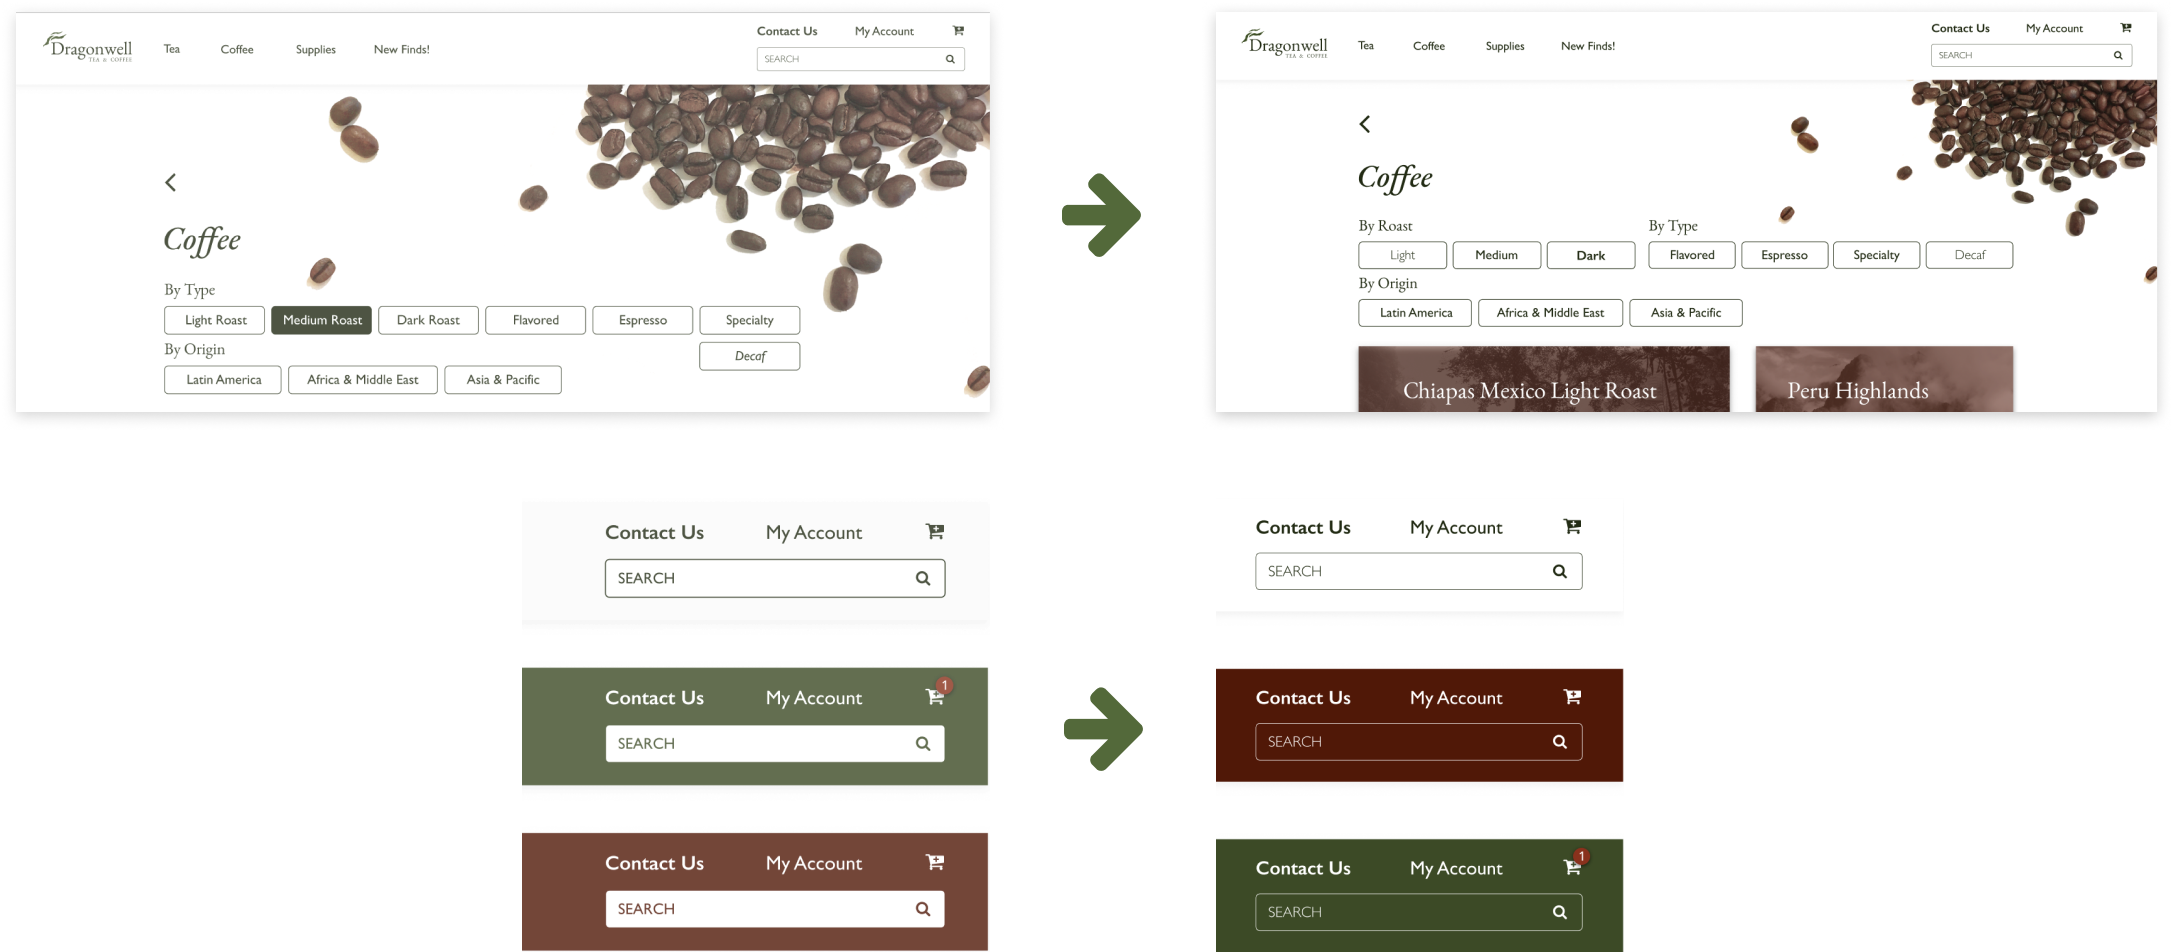 Dragonwell
TEA & COFFEE
Tea
Coffee
Supplies
New Finds!
Contact Us
My Account
SEARCH
Coffee
By Type
Light Roast
Medium Roast
Dark Roast
Flavored
Espresso
Specialty
Decaf
By Origin
Latin America
Africa & Middle East
Asia & Pacific
Dragonwell
TEA & COFFEE
Tea
Coffee
Supplies
New Finds!
Contact Us
My Account
SEARCH
Coffee
By Roast
Light
Medium
Dark
By Type
Flavored
Espresso
Specialty
Decaf
By Origin
Latin America
Africa & Middle East
Asia & Pacific
Chiapas Mexico Light Roast
Peru Highlands
Contact Us
My Account
SEARCH
Contact Us
My Account
1
SEARCH
Contact Us
My Account
SEARCH
Contact Us
My Account
SEARCH
Contact Us
My Account
SEARCH
Contact Us
My Account
1
SEARCH